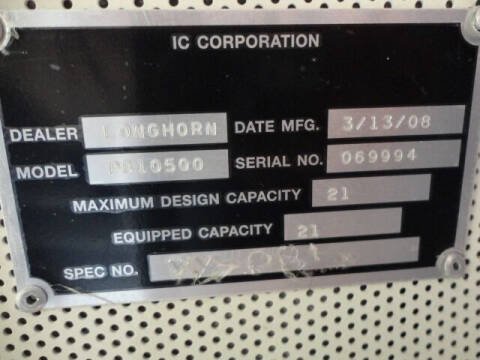 IC CORPORATION
DEALER LONGHORN DATE MFG. 3/13/08
MODEL PB10500 SERIAL NO. 069994
MAXIMUM DESIGN CAPACITY 21
EQUIPPED CAPACITY 21
SPEC NO.